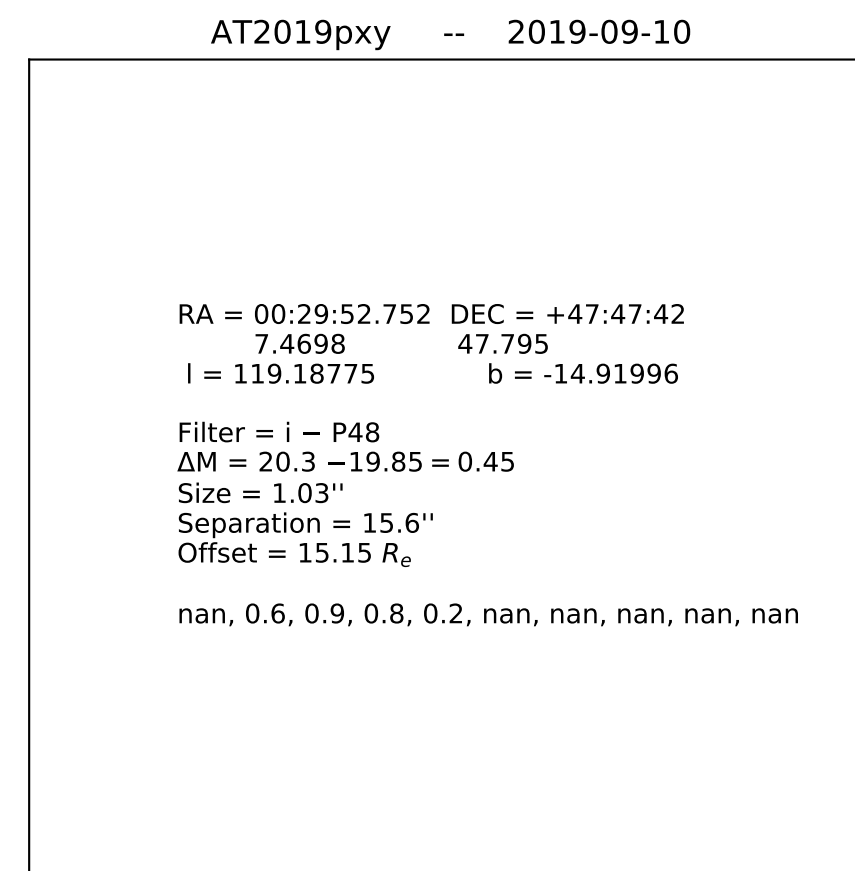 AT2019pxy -- 2019-09-10
RA = 00:29:52.752 DEC = +47:47:42
7.4698 47.795
l = 119.18775 b = -14.91996
Filter = i − P48
ΔM = 20.3 −19.85 = 0.45
Size = 1.03''
Separation = 15.6''
Offset = 15.15 Re
nan, 0.6, 0.9, 0.8, 0.2, nan, nan, nan, nan, nan